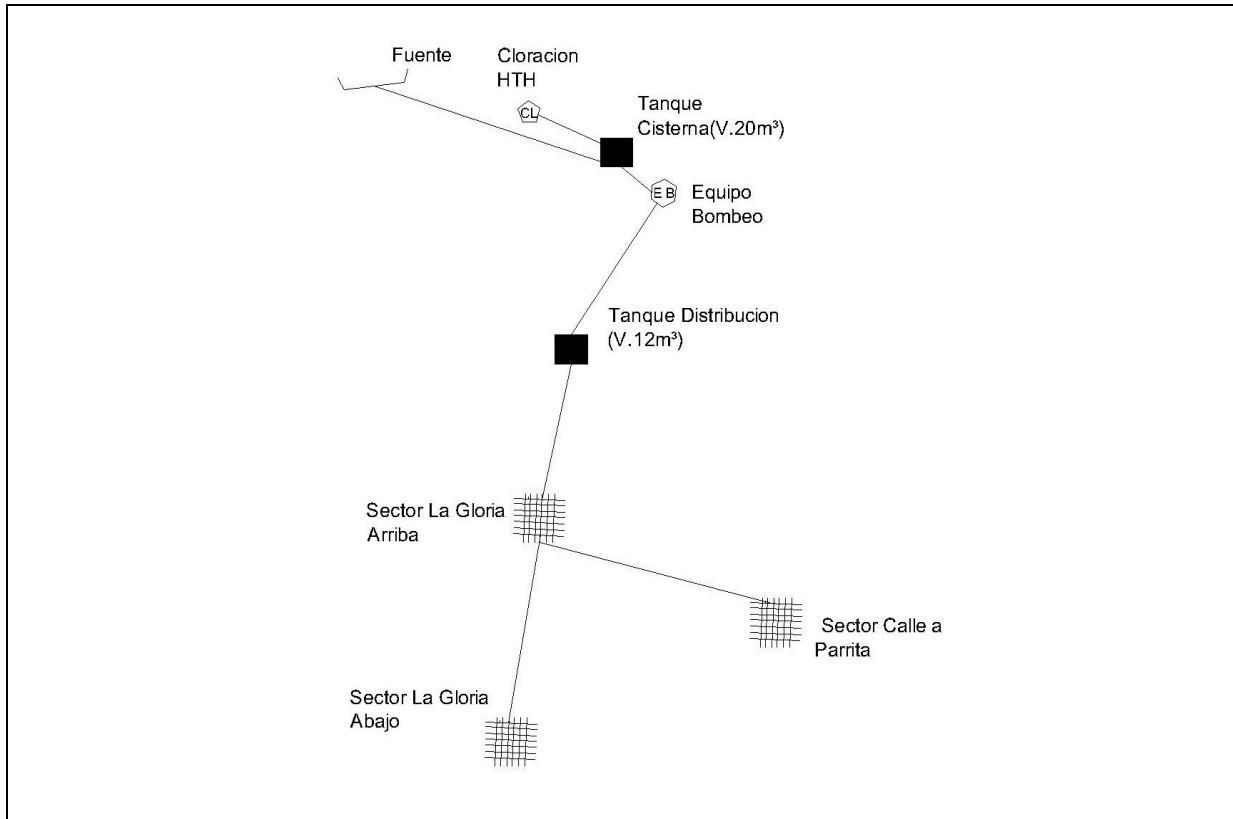 Fuente
Cloracion
HTH
CL
Tanque
Cisterna(V.20m³)
E B
Equipo
Bombeo
Tanque Distribucion
(V.12m³)
Sector La Gloria
Arriba
Sector Calle a
Parrita
Sector La Gloria
Abajo